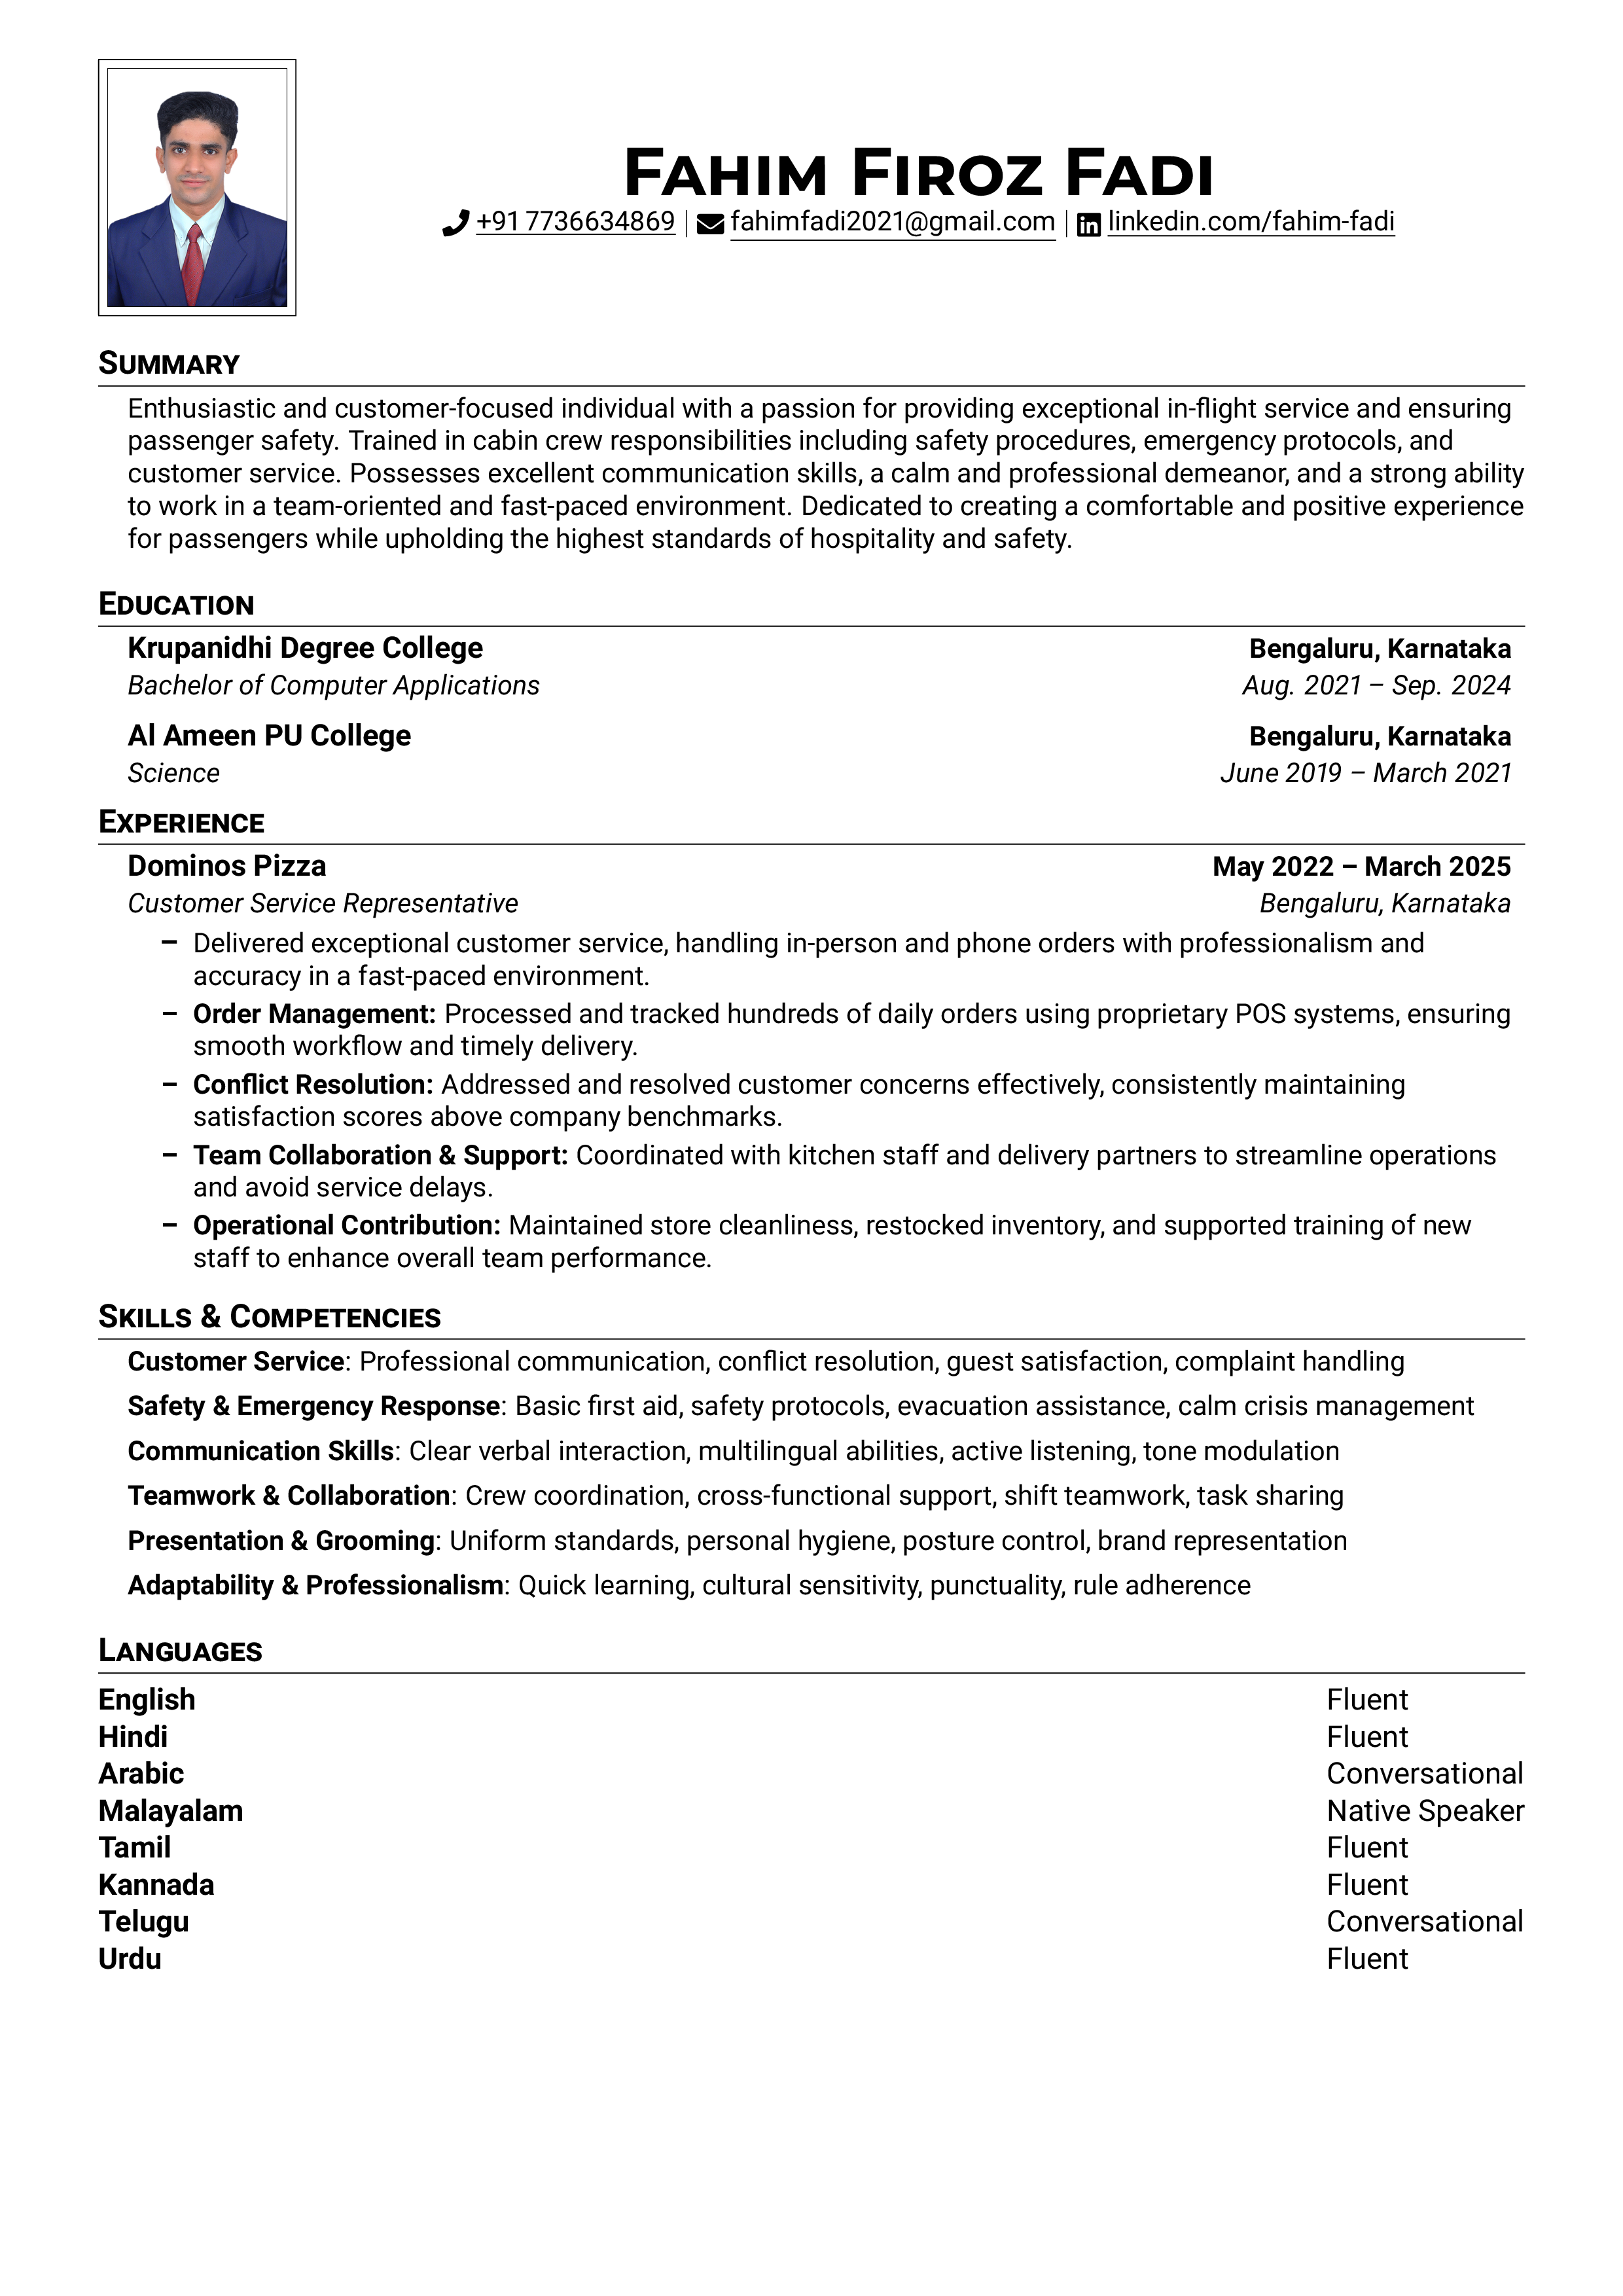 Fahim Firoz Fadi
+91 7736634869 | fahimfadi2021@gmail.com | linkedin.com/fahim-fadi
Summary
Enthusiastic and customer-focused individual with a passion for providing exceptional in-flight service and ensuring
passenger safety. Trained in cabin crew responsibilities including safety procedures, emergency protocols, and
customer service. Possesses excellent communication skills, a calm and professional demeanor, and a strong ability
to work in a team-oriented and fast-paced environment. Dedicated to creating a comfortable and positive experience
for passengers while upholding the highest standards of hospitality and safety.
Education
Krupanidhi Degree College Bengaluru, Karnataka
Bachelor of Computer Applications Aug. 2021 – Sep. 2024
Al Ameen PU College Bengaluru, Karnataka
Science June 2019 – March 2021
Experience
Dominos Pizza May 2022 – March 2025
Customer Service Representative Bengaluru, Karnataka
– Delivered exceptional customer service, handling in-person and phone orders with professionalism and
accuracy in a fast-paced environment.
– Order Management: Processed and tracked hundreds of daily orders using proprietary POS systems, ensuring
smooth workflow and timely delivery.
– Conflict Resolution: Addressed and resolved customer concerns effectively, consistently maintaining
satisfaction scores above company benchmarks.
– Team Collaboration & Support: Coordinated with kitchen staff and delivery partners to streamline operations
and avoid service delays.
– Operational Contribution: Maintained store cleanliness, restocked inventory, and supported training of new
staff to enhance overall team performance.
Skills & Competencies
Customer Service: Professional communication, conflict resolution, guest satisfaction, complaint handling
Safety & Emergency Response: Basic first aid, safety protocols, evacuation assistance, calm crisis management
Communication Skills: Clear verbal interaction, multilingual abilities, active listening, tone modulation
Teamwork & Collaboration: Crew coordination, cross-functional support, shift teamwork, task sharing
Presentation & Grooming: Uniform standards, personal hygiene, posture control, brand representation
Adaptability & Professionalism: Quick learning, cultural sensitivity, punctuality, rule adherence
Languages
English Fluent
Hindi Fluent
Arabic Conversational
Malayalam Native Speaker
Tamil Fluent
Kannada Fluent
Telugu Conversational
Urdu Fluent